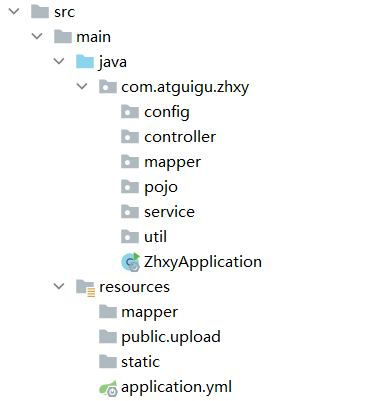 src
main
java
com.atguigu.zhxy
config
controller
mapper
pojo
service
util
ZhxyApplication
resources
mapper
public.upload
static
application.yml